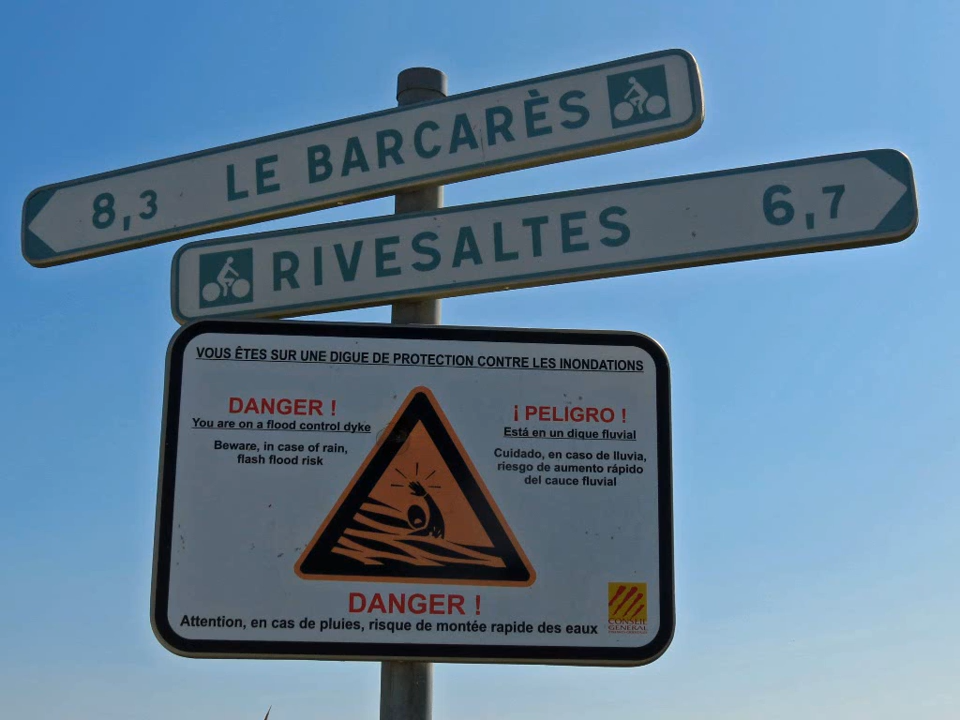 8,3 LE BARCARÈS
RIVESALTES 6,7
VOUS ÊTES SUR UNE DIGUE DE PROTECTION CONTRE LES INONDATIONS
DANGER !
You are on a flood control dyke
Beware, in case of rain,
flash flood risk
¡ PELIGRO !
Está en un dique fluvial
Cuidado, en caso de lluvia,
riesgo de aumento rápido
del cauce fluvial
DANGER !
Attention, en cas de pluies, risque de montée rapide des eaux
CONSEIL
GENERAL